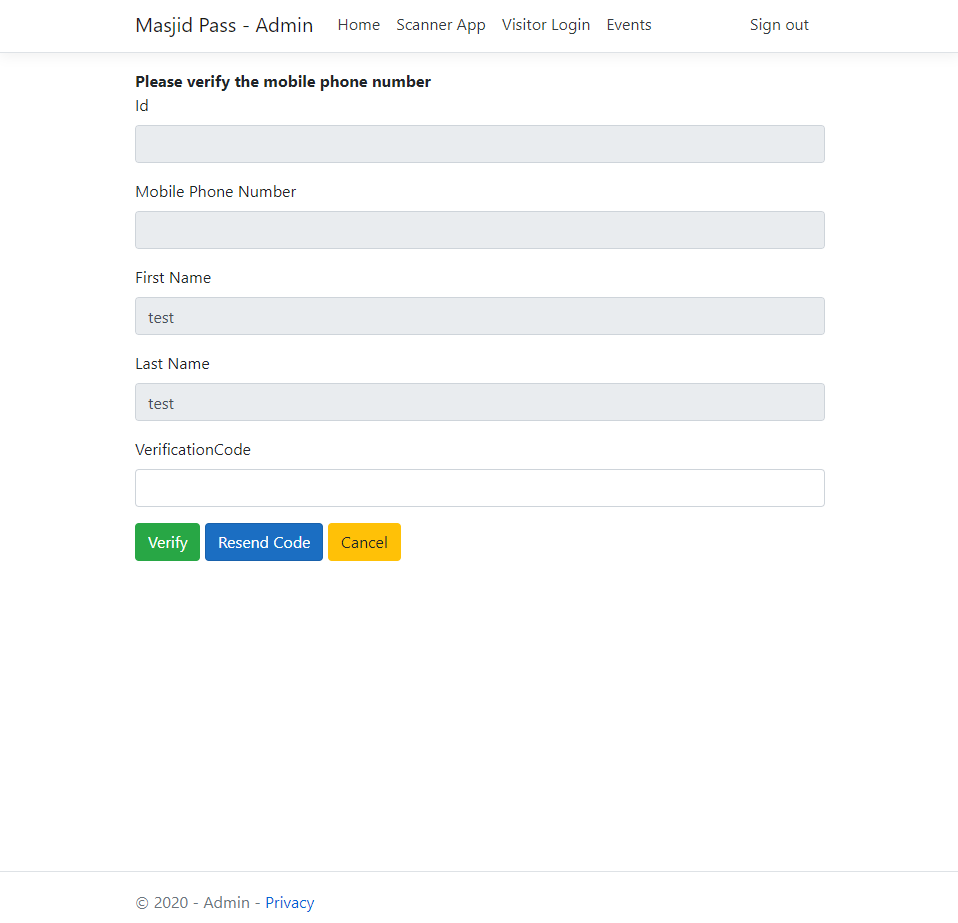 Masjid Pass - Admin Home Scanner App Visitor Login Events Sign out
Please verify the mobile phone number
Id
Mobile Phone Number
First Name
test
Last Name
test
VerificationCode
Verify Resend Code Cancel
© 2020 - Admin - Privacy